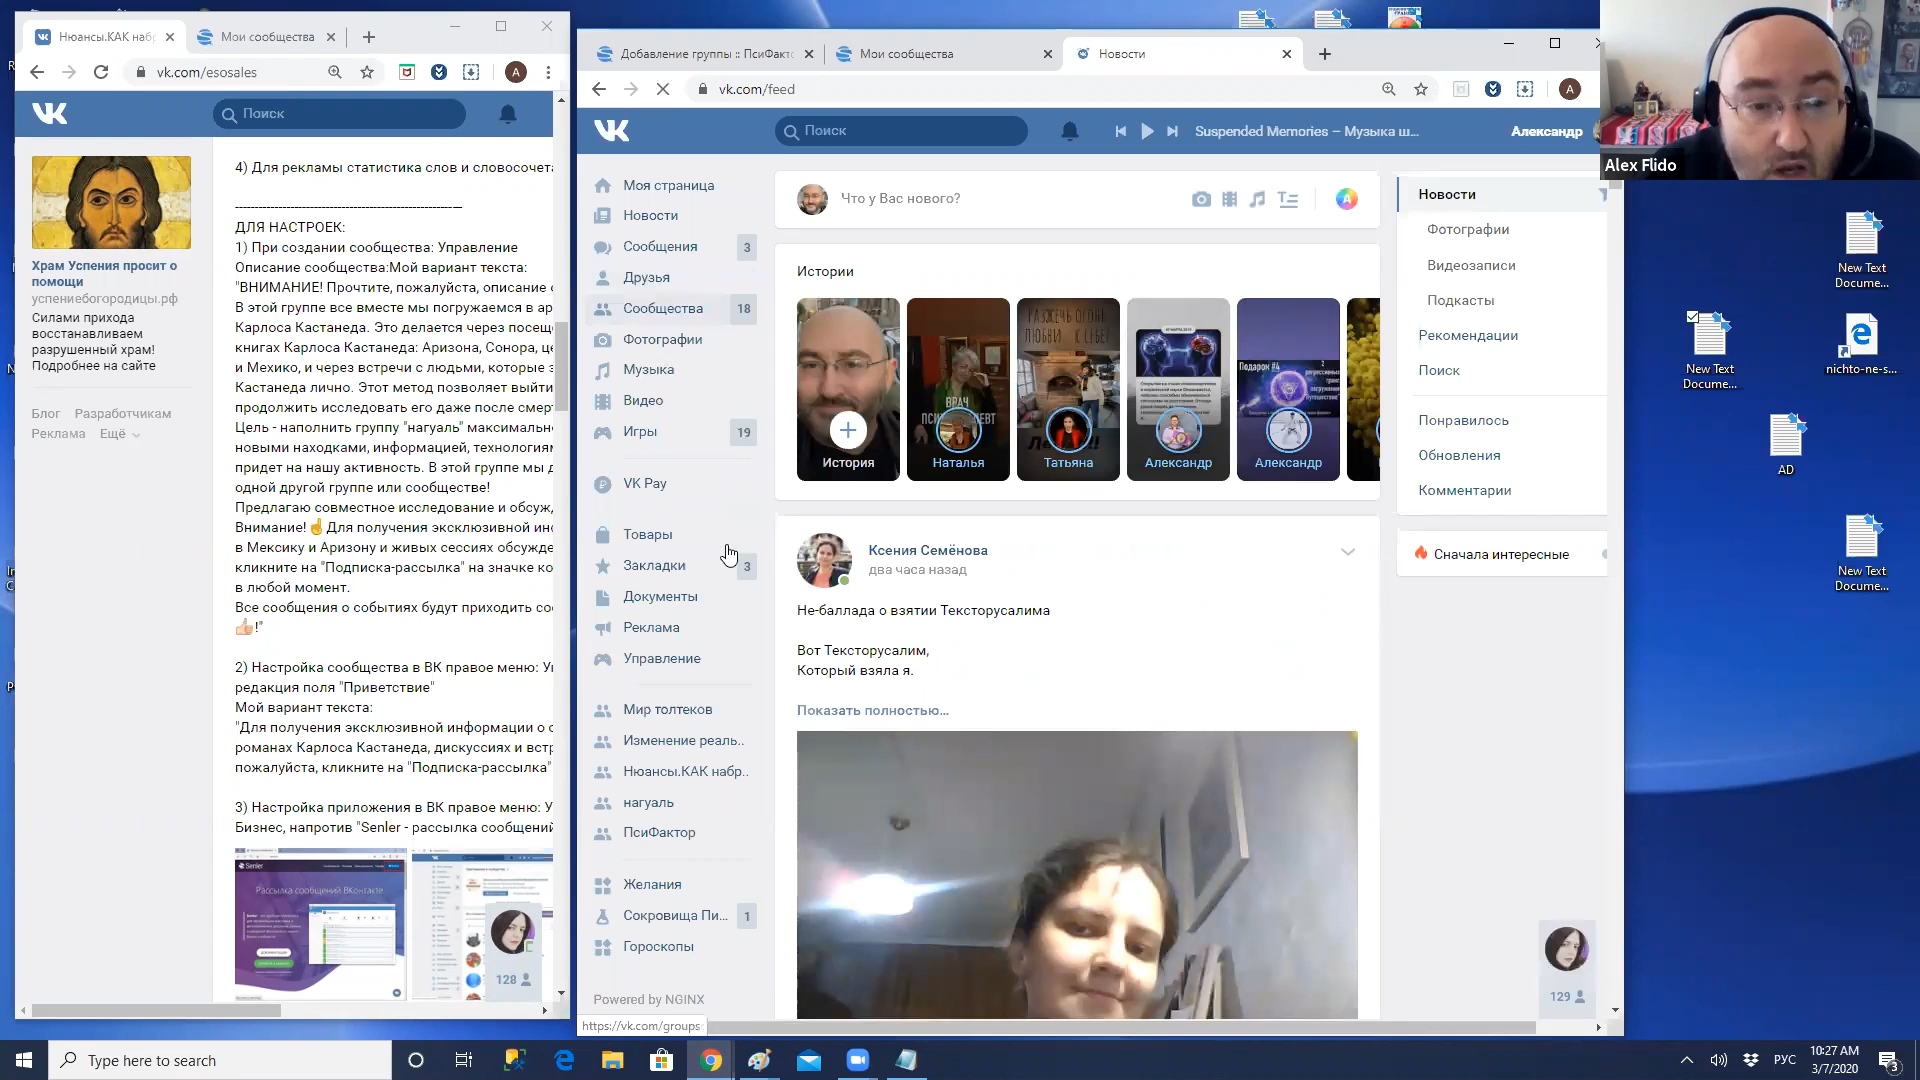 Нюансы.КАК наб
Мои сообщества
vk.com/esosales
Поиск
Храм Успения просит о
помощи
успениебогородицы.рф
Силами прихода
восстанавливаем
разрушенный храм!
Подробнее на сайте
Блог Разработчикам
Реклама Ещё
4) Для рекламы статистика слов и словосочета
ДЛЯ НАСТРОЕК:
1) При создании сообщества: Управление
Описание сообщества:Мой вариант текста:
"ВНИМАНИЕ! Прочтите, пожалуйста, описание
В этой группе все вместе мы погружаемся в ар
Карлоса Кастанеда. Это делается через посещ
книгах Карлоса Кастанеда: Аризона, Сонора, це
и Мехико, и через встречи с людьми, которые
Кастанеда лично. Этот метод позволяет выйти
продолжить исследовать его даже после смер
Цель - наполнить группу "нагуаль" максимальн
новыми находками, информацией, технология
придет на нашу активность. В этой группе мы д
одной другой группе или сообществе!
Предлагаю совместное исследование и обсуж
Внимание!☝Для получения эксклюзивной ин
в Мексику и Аризону и живых сессиях обсужде
кликните на "Подписка-рассылка" на значке ко
в любой момент.
Все сообщения о событиях будут приходить со
👍!"
2) Настройка сообщества в ВК правое меню: У
редакция поля "Приветствие"
Мой вариант текста:
"Для получения эксклюзивной информации о с
романах Карлоса Кастанеда, дискуссиях и вст
пожалуйста, кликните на "Подписка-рассылка"
3) Настройка приложения в ВК правое меню: У
Бизнес, напротив "Senler - рассылка сообщений
Senler
Рассылка сообщений ВКонтакте
128
Добавление группы :: ПсиФакт
Мои сообщества
Новости
vk.com/feed
Поиск
Suspended Memories – Музыка ш...
Александр
Моя страница
Новости
Сообщения 3
Друзья
Сообщества 18
Фотографии
Музыка
Видео
Игры 19
VK Pay
Товары
Закладки 3
Документы
Реклама
Управление
Мир толтеков
Изменение реаль..
Нюансы.КАК набр..
нагуаль
ПсиФактор
Желания
Сокровища Пи... 1
Гороскопы
Powered by NGINX
https://vk.com/groups
Что у Вас нового?
Истории
История
Наталья
Татьяна
Александр
Подарок #4
Александр
Ксения Семёнова
два часа назад
Не-баллада о взятии Тексторусалима
Вот Тексторусалим,
Который взяла я.
Показать полностью...
Новости
Фотографии
Видеозаписи
Подкасты
Рекомендации
Поиск
Понравилось
Обновления
Комментарии
Сначала интересные
129
Alex Flido
New Text
Docume...
New Text
Docume...
nichto-ne-s...
AD
New Text
Docume...
Type here to search
РУС
10:27 AM
3/7/2020
3